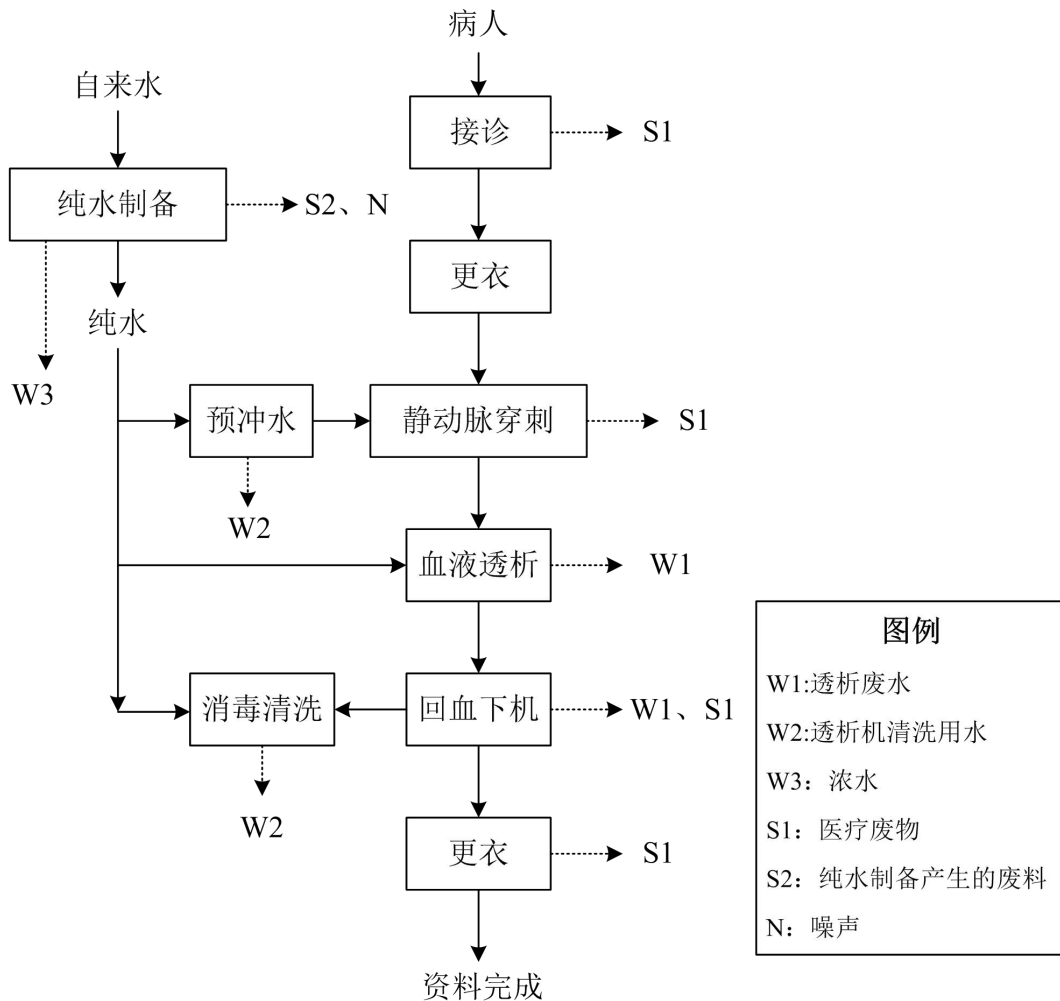 病人
自来水
接诊
S1
纯水制备
S2、N
更衣
纯水
W3
预冲水
静动脉穿刺
S1
W2
血液透析
W1
消毒清洗
回血下机
W1、S1
W2
更衣
S1
资料完成
图例
W1:透析废水
W2:透析机清洗用水
W3：浓水
S1：医疗废物
S2：纯水制备产生的废料
N：噪声